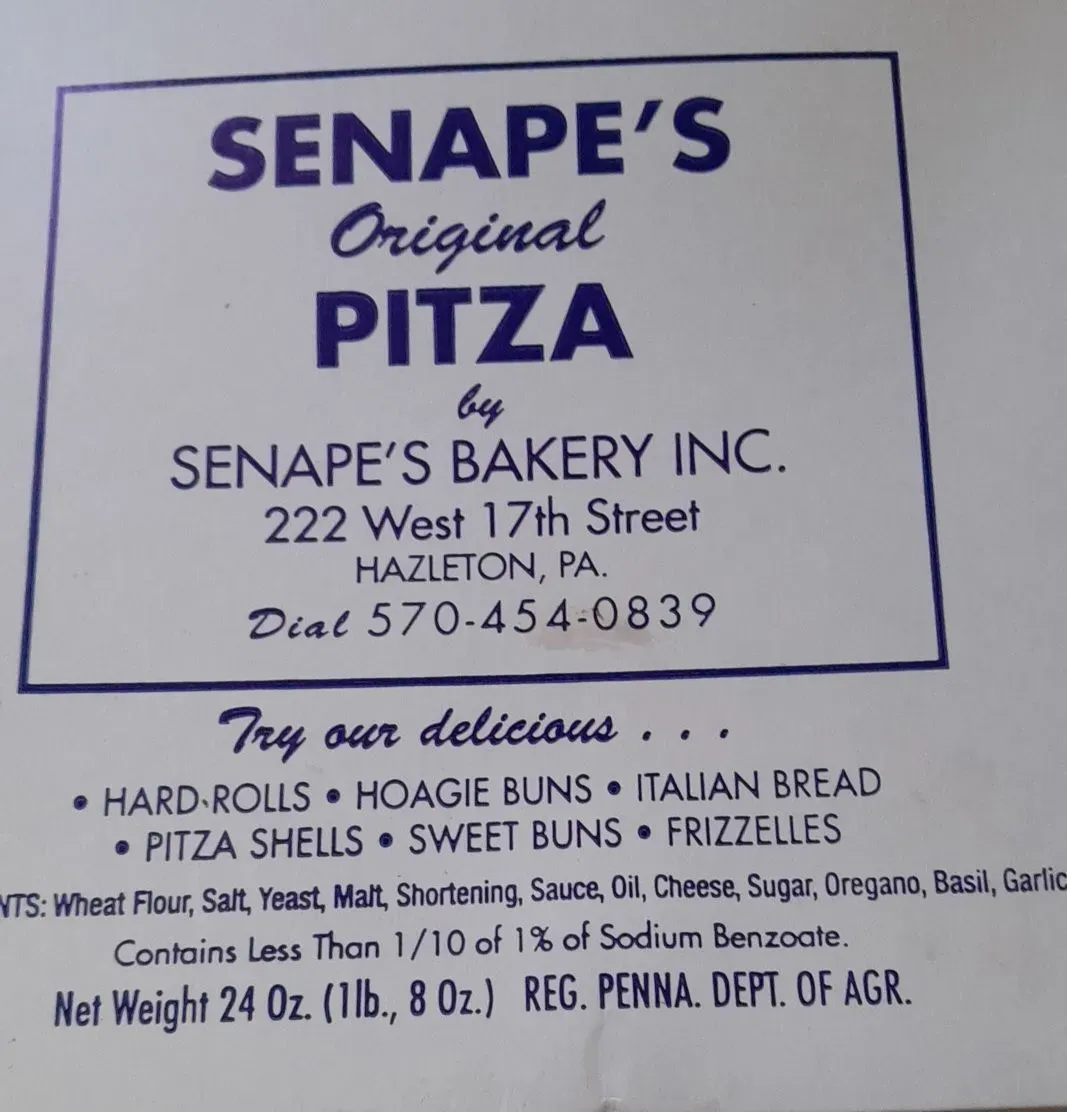 SENAPE'S
Original
PITZA
by
SENAPE'S BAKERY INC.
222 West 17th Street
HAZLETON, PA.
Dial 570-454-0839
Try our delicious . . .
• HARD-ROLLS • HOAGIE BUNS • ITALIAN BREAD
• PITZA SHELLS • SWEET BUNS • FRIZZELLES
NTS: Wheat Flour, Salt, Yeast, Malt, Shortening, Sauce, Oil, Cheese, Sugar, Oregano, Basil, Garlic
Contains Less Than 1/10 of 1% of Sodium Benzoate.
Net Weight 24 Oz. (1lb., 8 Oz.) REG. PENNA. DEPT. OF AGR.